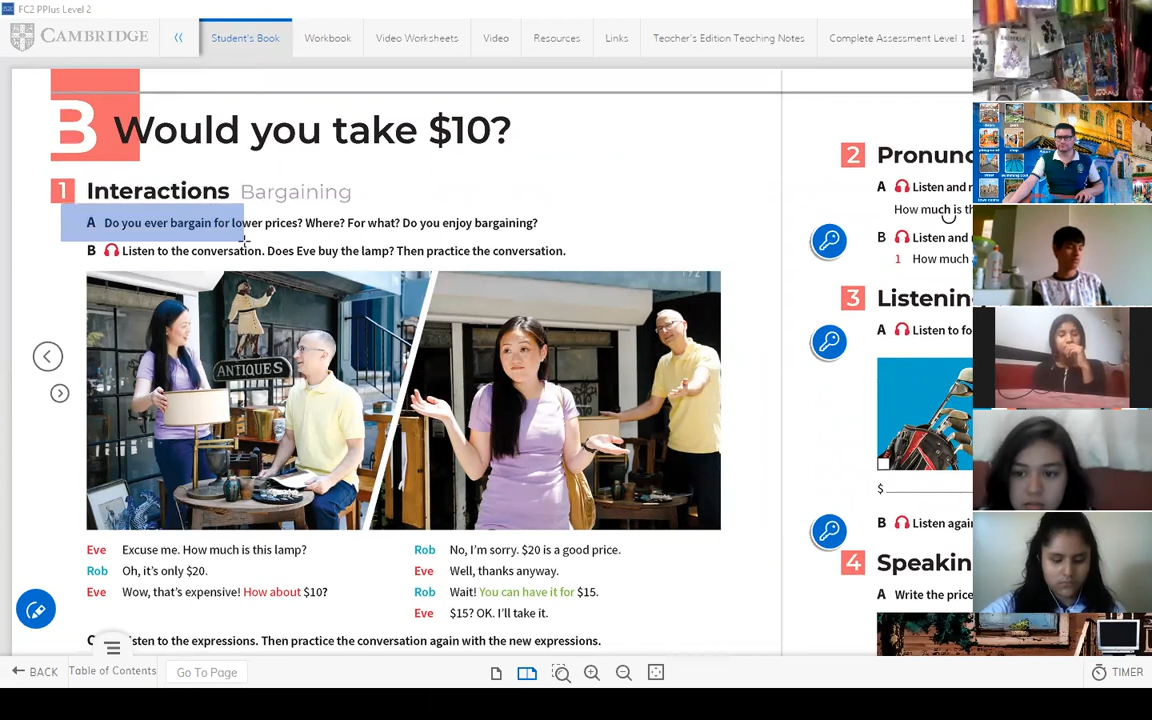 FC2 PPlus Level 2
CAMBRIDGE
Student's Book
Workbook
Video Worksheets
Video
Resources
Links
Teacher's Edition Teaching Notes
Complete Assessment Level 1
B Would you take $10?
1 Interactions Bargaining
A Do you ever bargain for lower prices? Where? For what? Do you enjoy bargaining?
B Listen to the conversation. Does Eve buy the lamp? Then practice the conversation.
ANTIQUES
Eve Excuse me. How much is this lamp?
Rob Oh, it's only $20.
Eve Wow, that's expensive! How about $10?
Rob No, I'm sorry. $20 is a good price.
Eve Well, thanks anyway.
Rob Wait! You can have it for $15.
Eve $15? OK. I'll take it.
isten to the expressions. Then practice the conversation again with the new expressions.
2 Pronunc
A Listen and r
How much is th
B Listen and
1 How much
3 Listening
A Listen to fo
$
B Listen again
4 Speakin
A Write the price
BACK
Table of Contents
Go To Page
TIMER